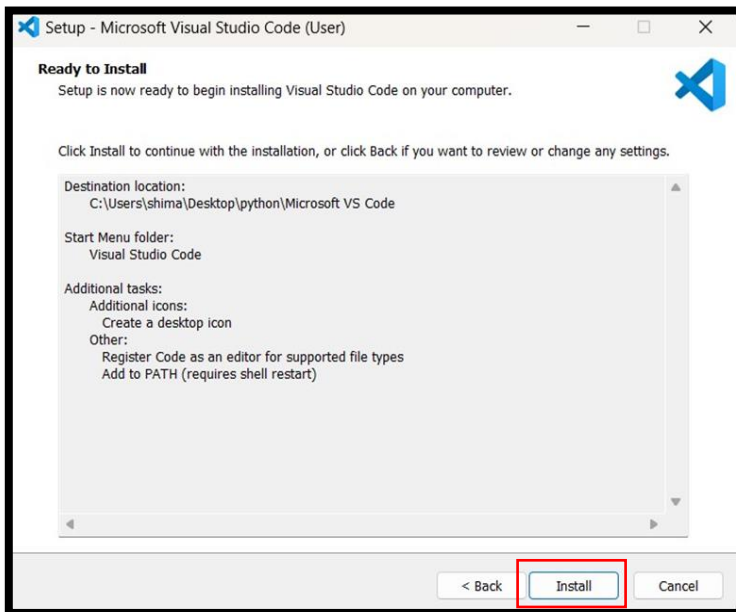 Setup - Microsoft Visual Studio Code (User)
Ready to Install
Setup is now ready to begin installing Visual Studio Code on your computer.
Click Install to continue with the installation, or click Back if you want to review or change any settings.
Destination location:
C:\Users\shima\Desktop\python\Microsoft VS Code
Start Menu folder:
Visual Studio Code
Additional tasks:
Additional icons:
Create a desktop icon
Other:
Register Code as an editor for supported file types
Add to PATH (requires shell restart)
< Back Install Cancel